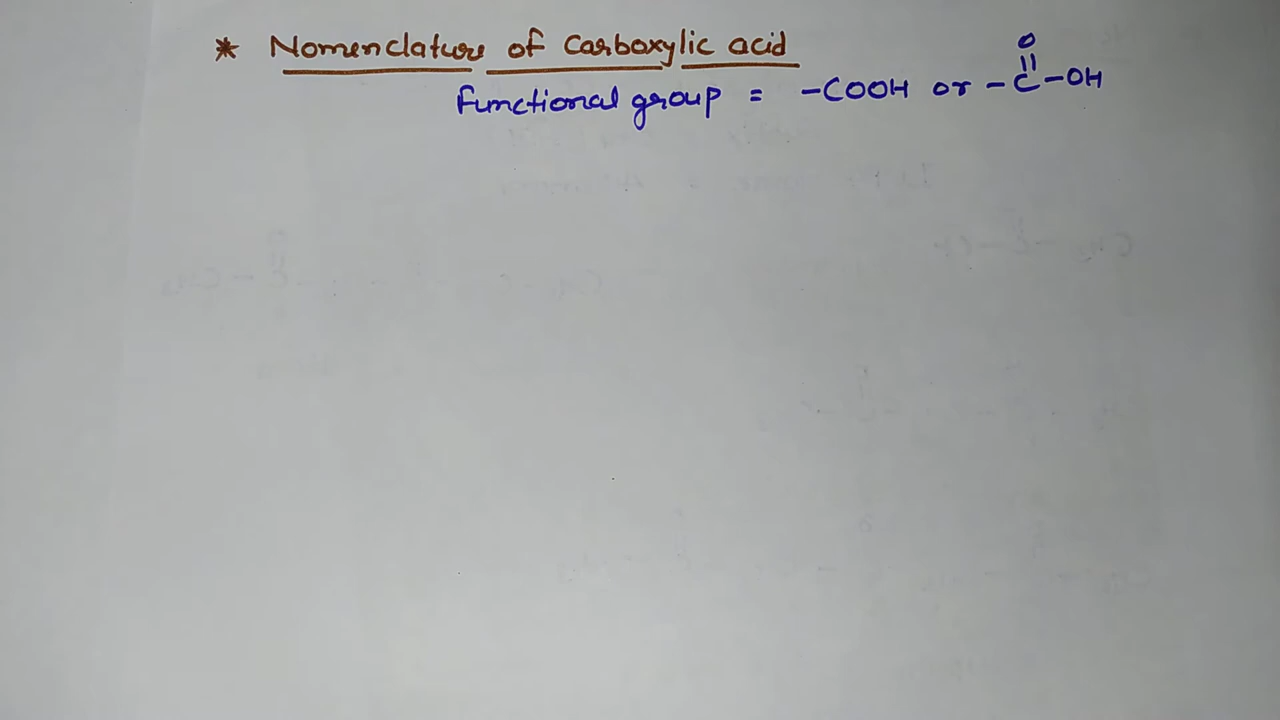 * Nomenclature of Carboxylic acid
functional group = -COOH or -C-OH
O
||